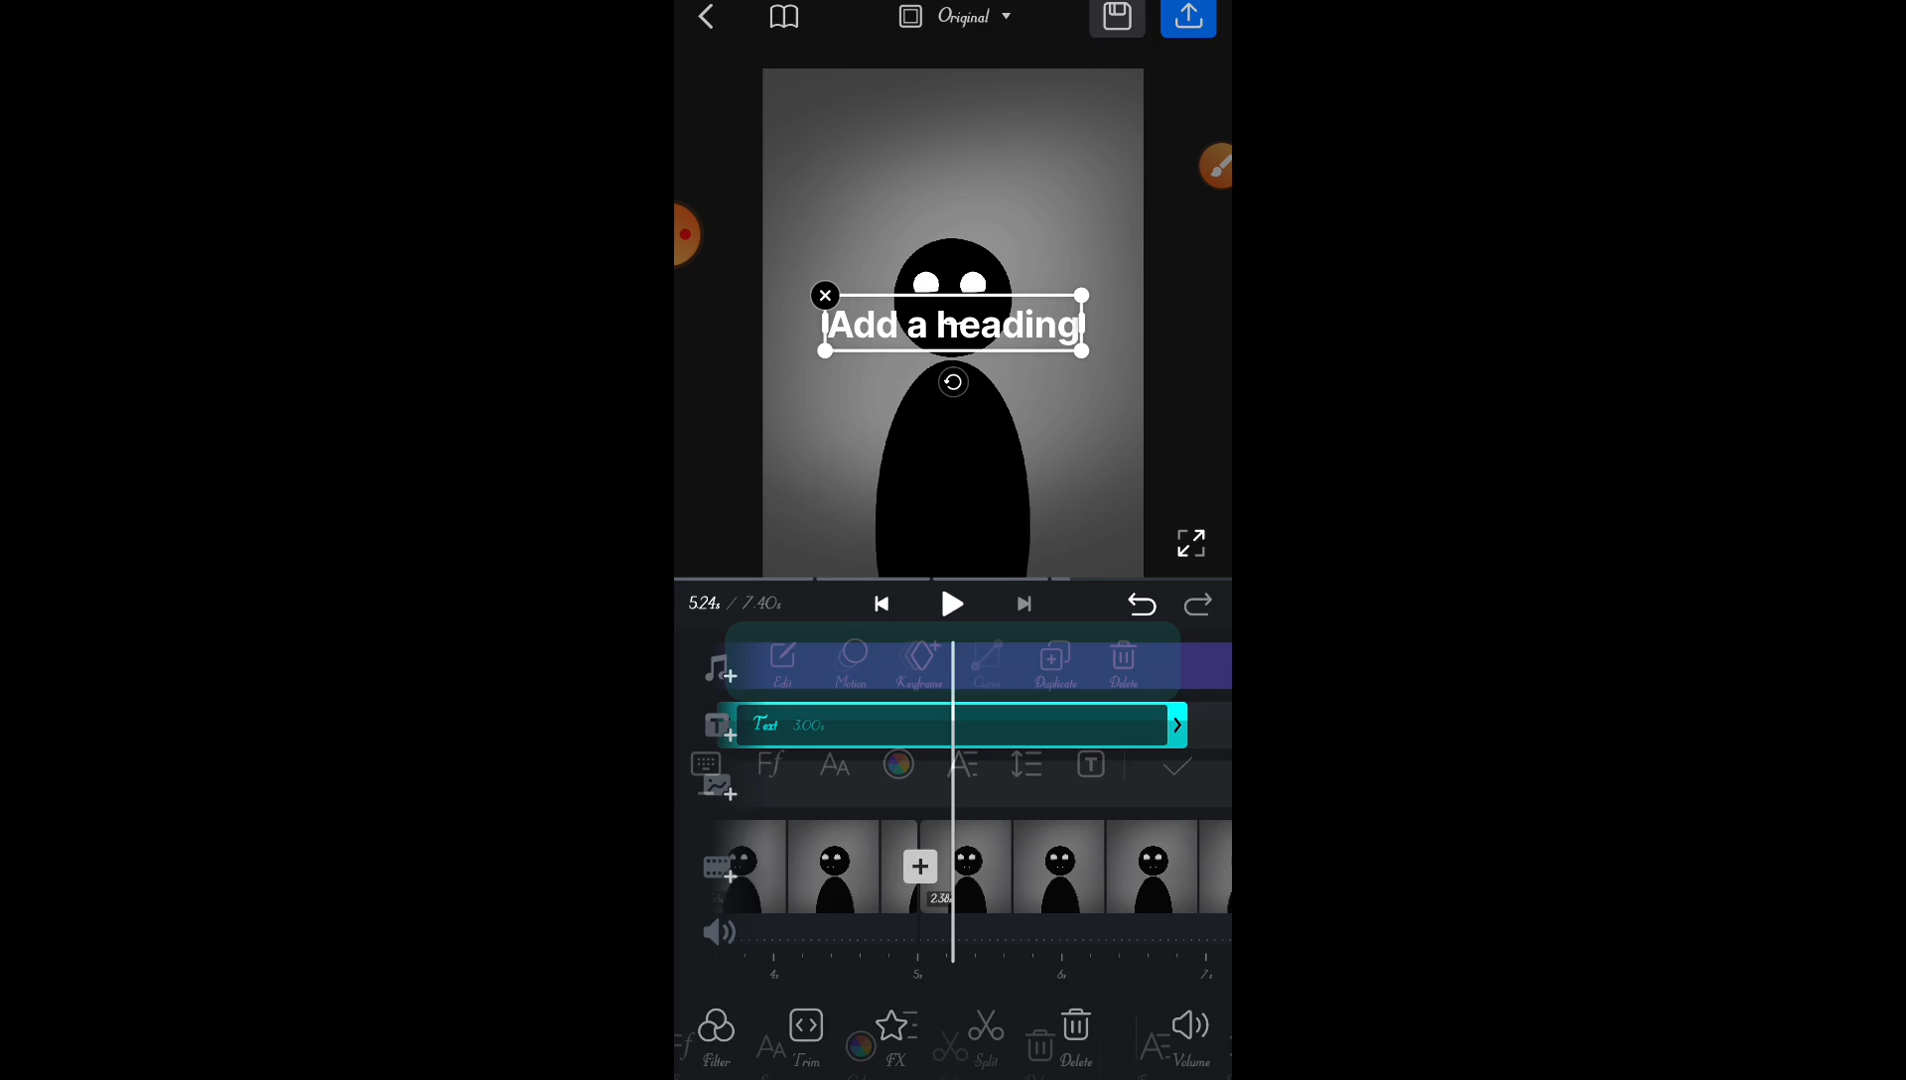 Original
Add a heading
5.24s / 7.40s
Edit
Motion
Keyframe
Curve
Duplicate
Delete
Text 3.00s
2.38s
4s
5s
6s
7s
Filter
Trim
FX
Split
Delete
Volume